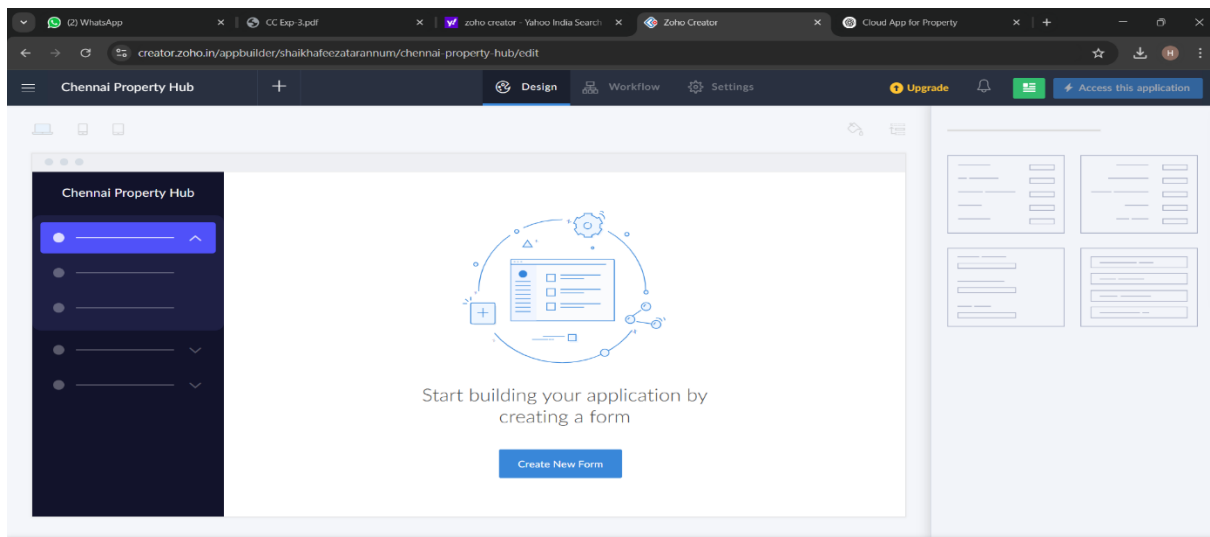 (2) WhatsApp
CC Exp-3.pdf
zoho creator - Yahoo India Search
Zoho Creator
Cloud App for Property
creator.zoho.in/appbuilder/shaikhafeezatarannum/chennai-property-hub/edit
H
Chennai Property Hub
Design
Workflow
Settings
Upgrade
Access this application
Chennai Property Hub
Start building your application by
creating a form
Create New Form